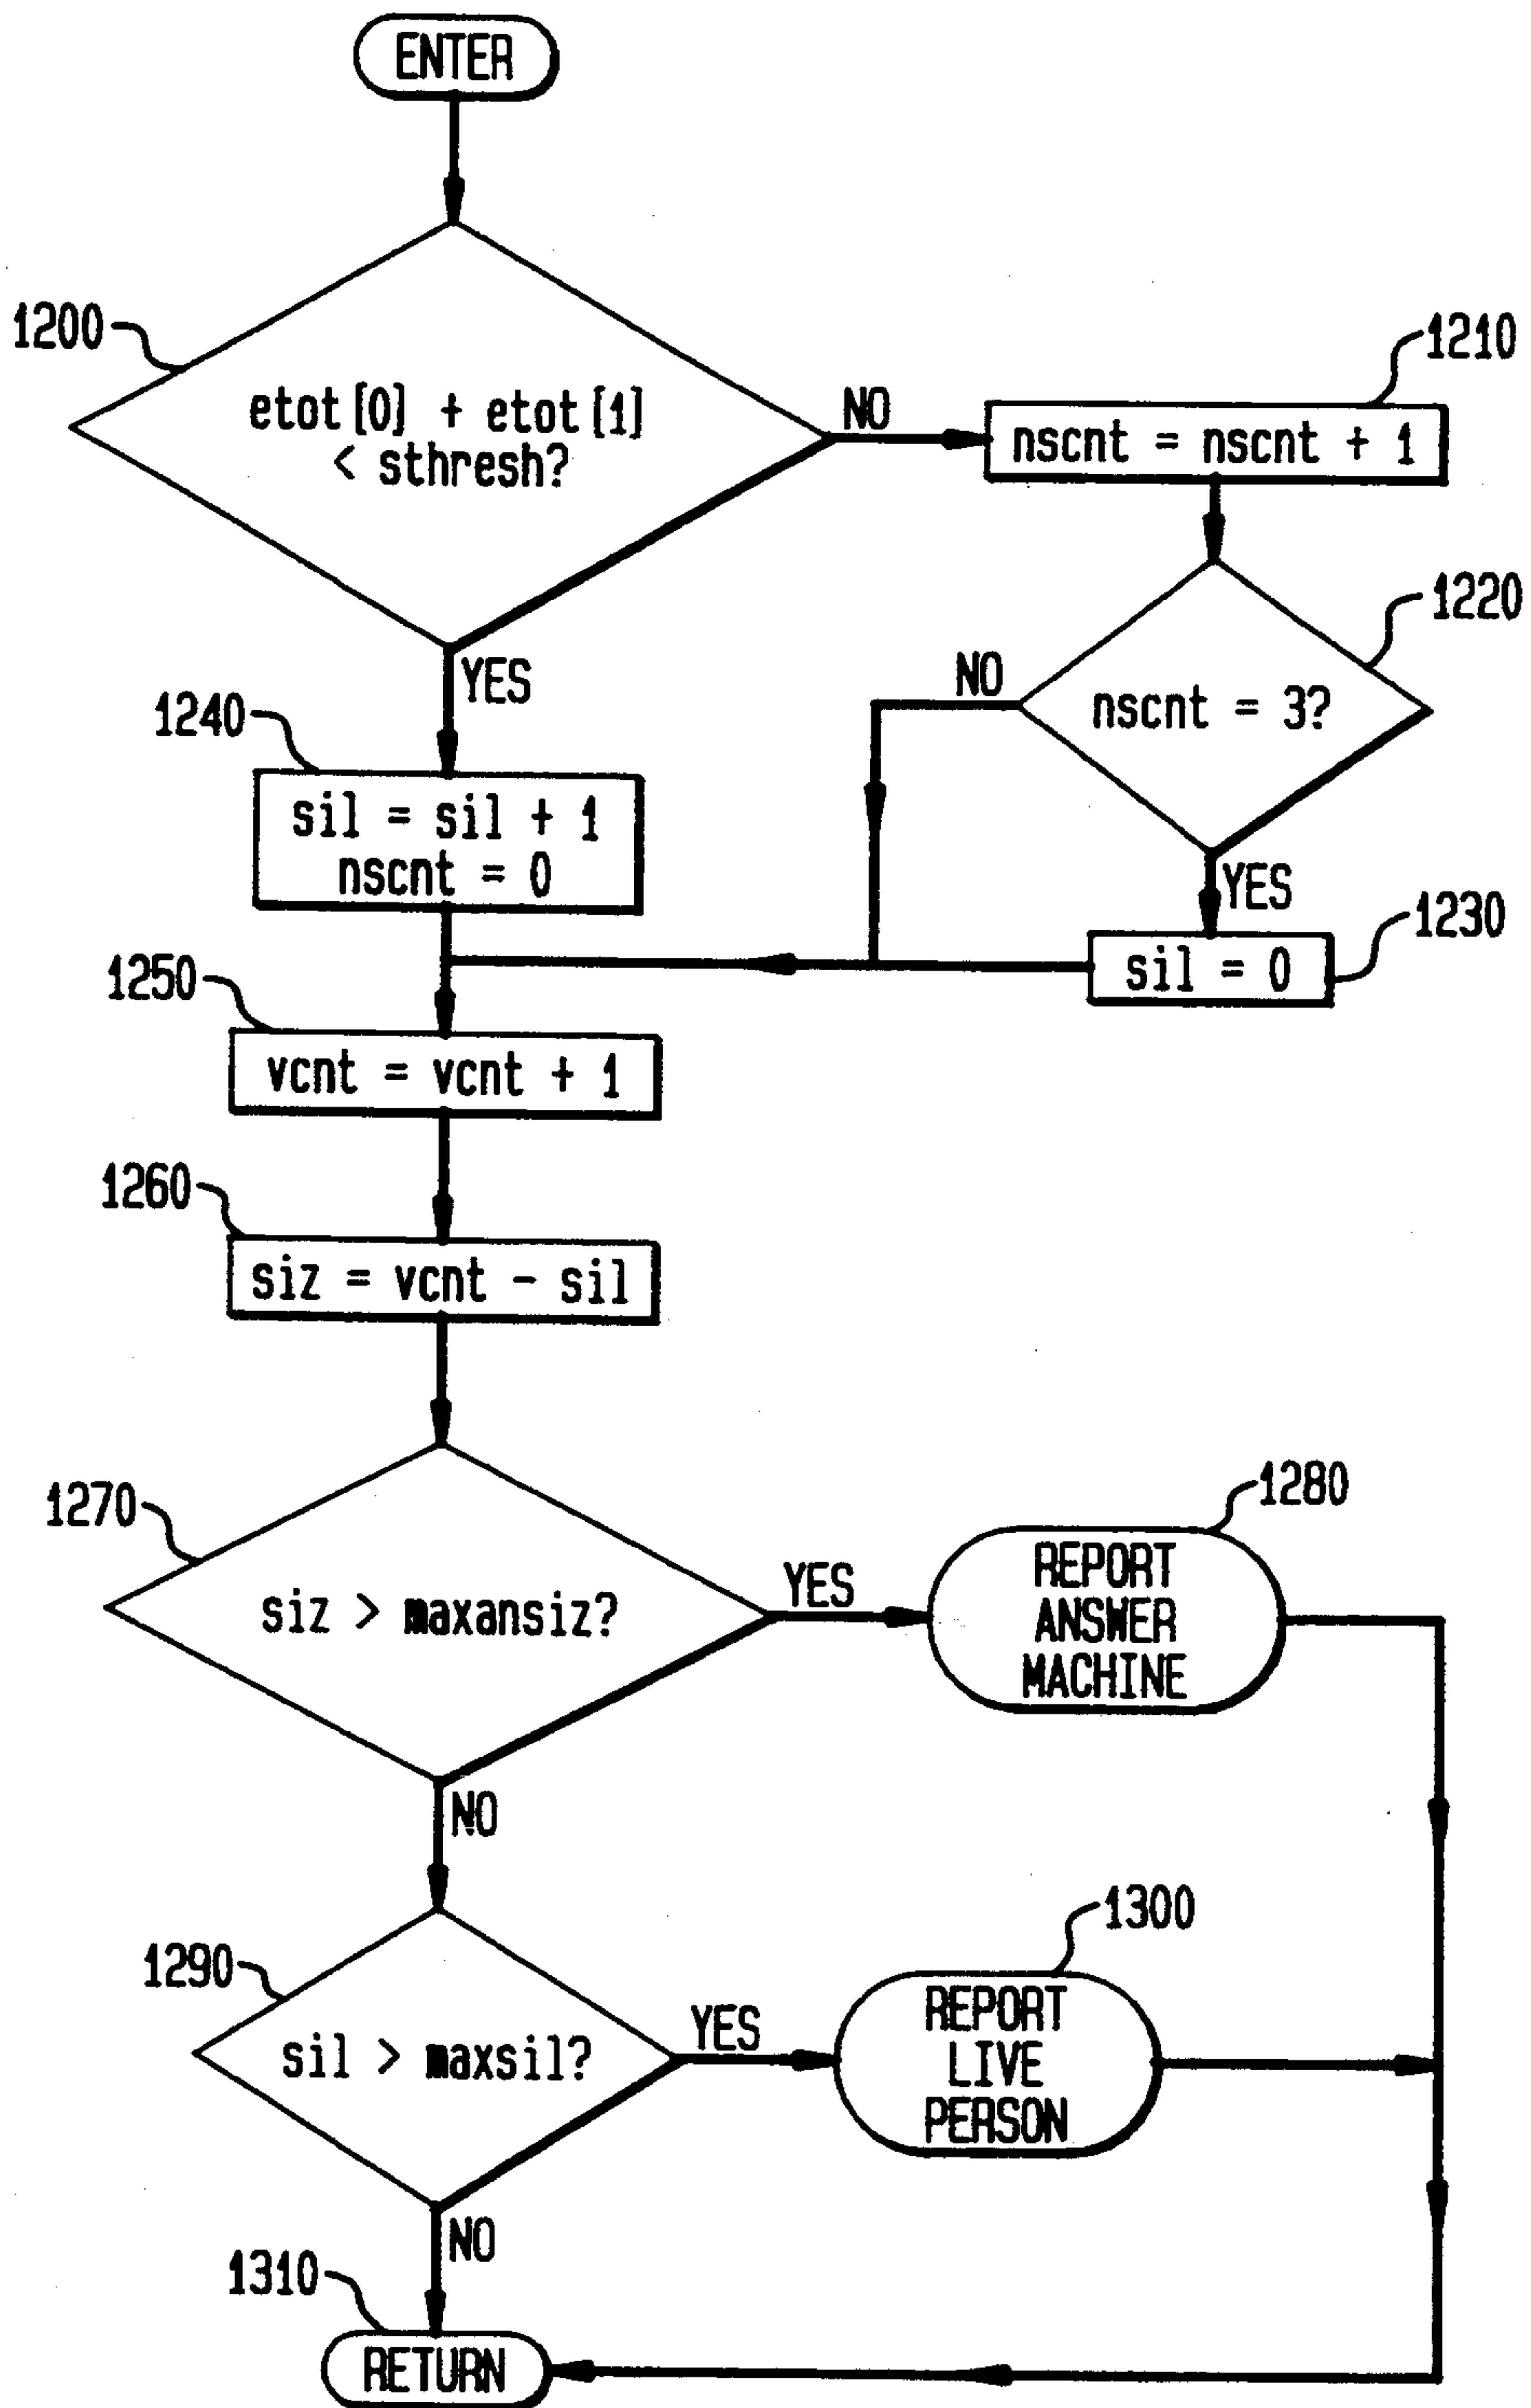 ENTER
1200
etot[0] + etot[1]
< sthresh?
NO
1210
nscnt = nscnt + 1
1220
nscnt = 3?
NO
YES
1230
sil = 0
YES
1240
sil = sil + 1
nscnt = 0
1250
vcnt = vcnt + 1
1260
siz = vcnt - sil
1270
siz > maxansiz?
YES
1280
REPORT
ANSWER
MACHINE
NO
1290
sil > maxsil?
YES
1300
REPORT
LIVE
PERSON
NO
1310
RETURN